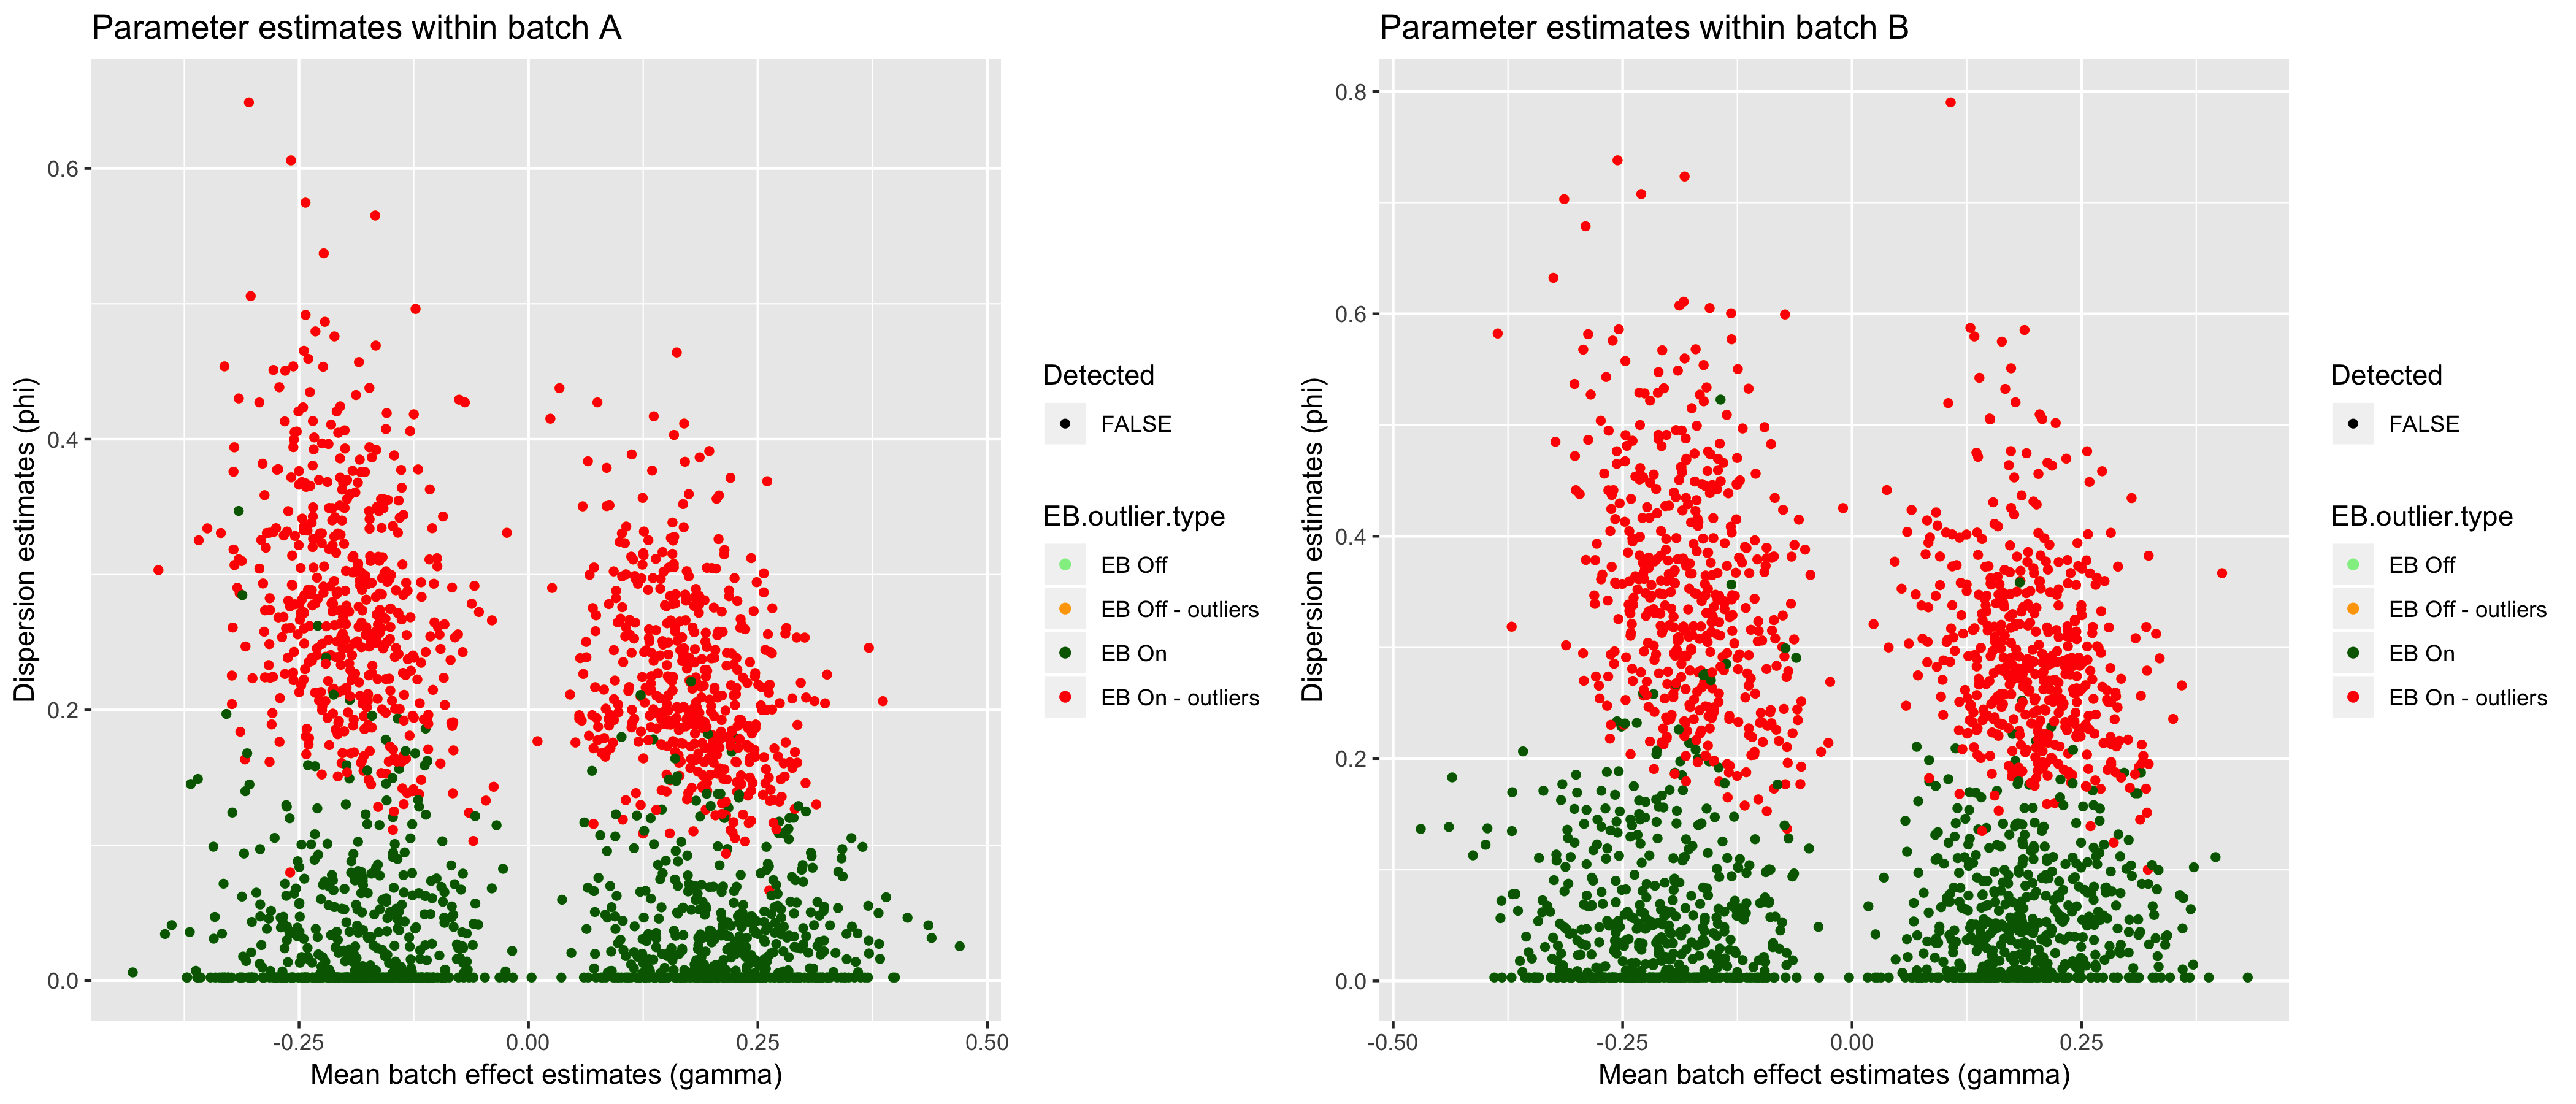 Parameter estimates within batch A
Dispersion estimates (phi)
0.6
0.4
0.2
0.0
-0.25
0.00
0.25
0.50
Mean batch effect estimates (gamma)
Detected
FALSE
EB.outlier.type
EB Off
EB Off - outliers
EB On
EB On - outliers
Parameter estimates within batch B
Dispersion estimates (phi)
0.8
0.6
0.4
0.2
0.0
-0.50
-0.25
0.00
0.25
Mean batch effect estimates (gamma)
Detected
FALSE
EB.outlier.type
EB Off
EB Off - outliers
EB On
EB On - outliers